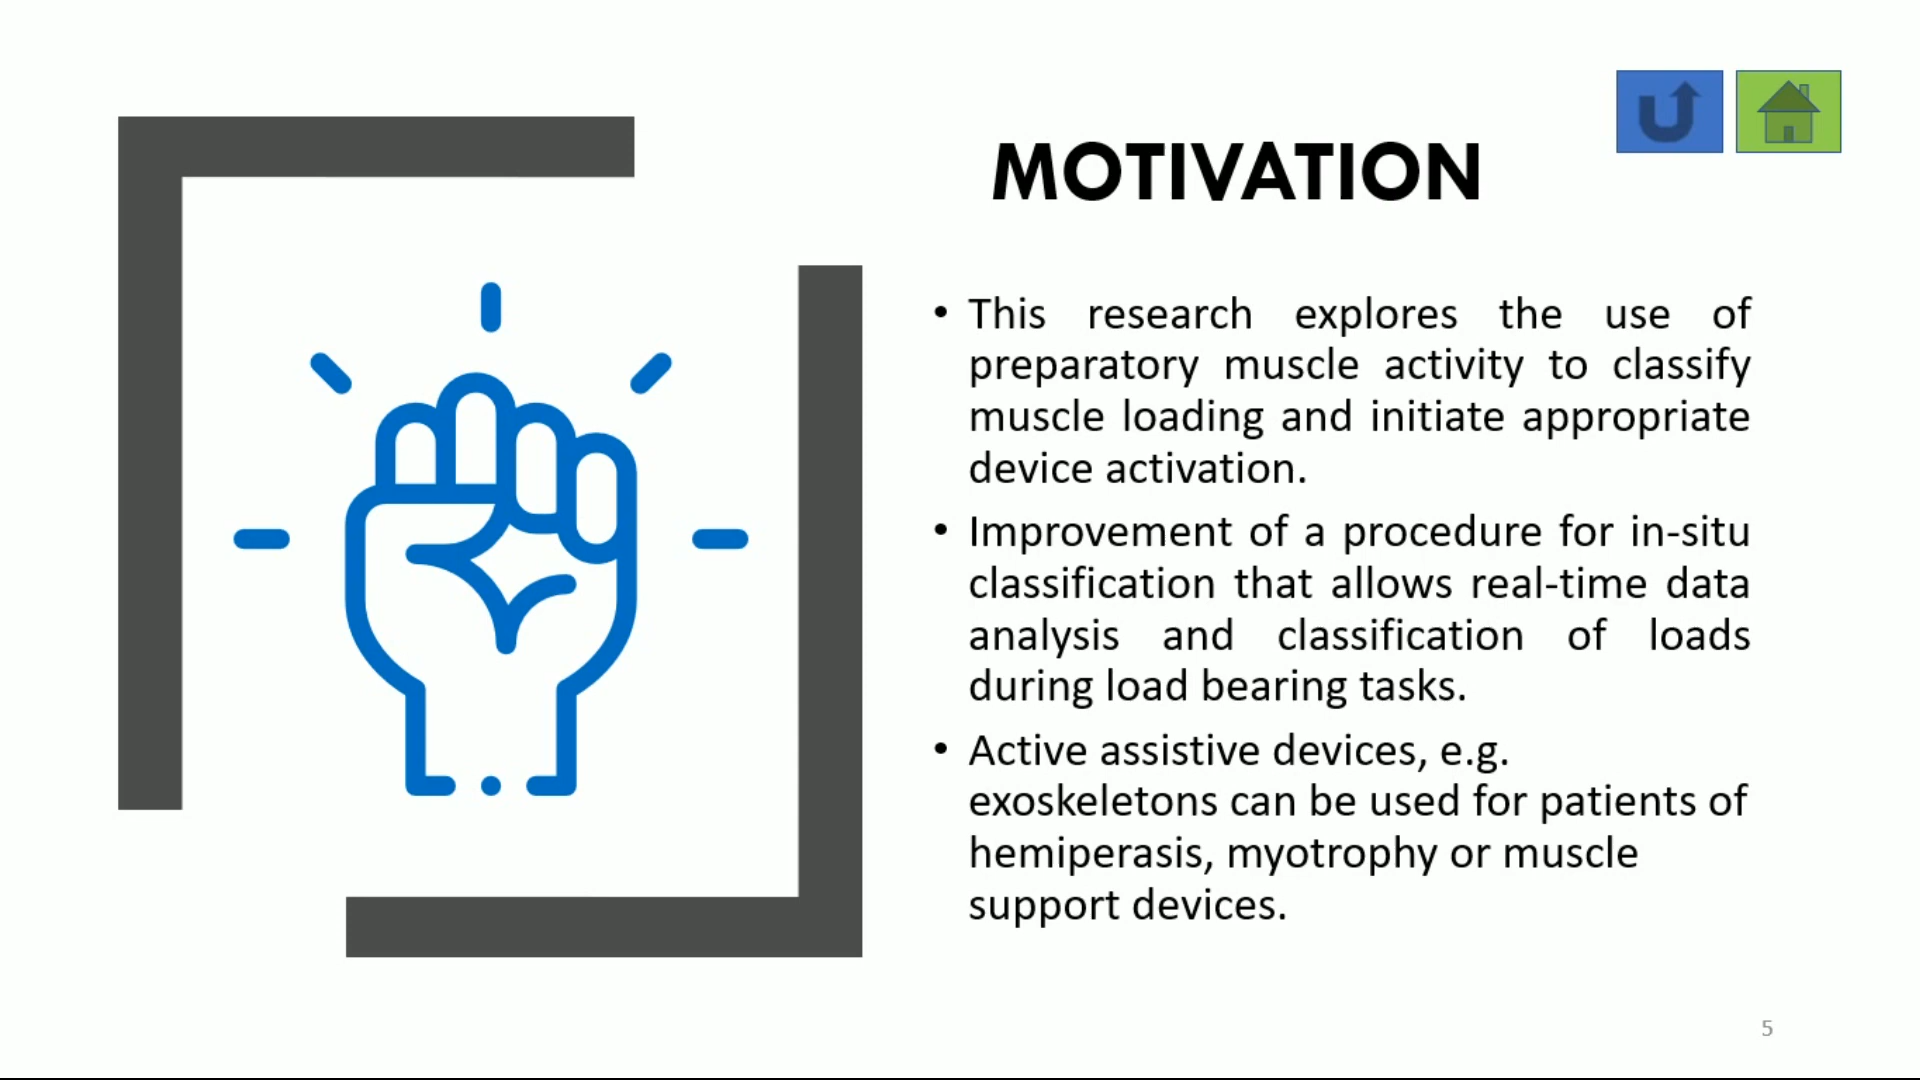 MOTIVATION
• This research explores the use of
preparatory muscle activity to classify
muscle loading and initiate appropriate
device activation.
• Improvement of a procedure for in-situ
classification that allows real-time data
analysis and classification of loads
during load bearing tasks.
• Active assistive devices, e.g.
exoskeletons can be used for patients of
hemiperasis, myotrophy or muscle
support devices.
5